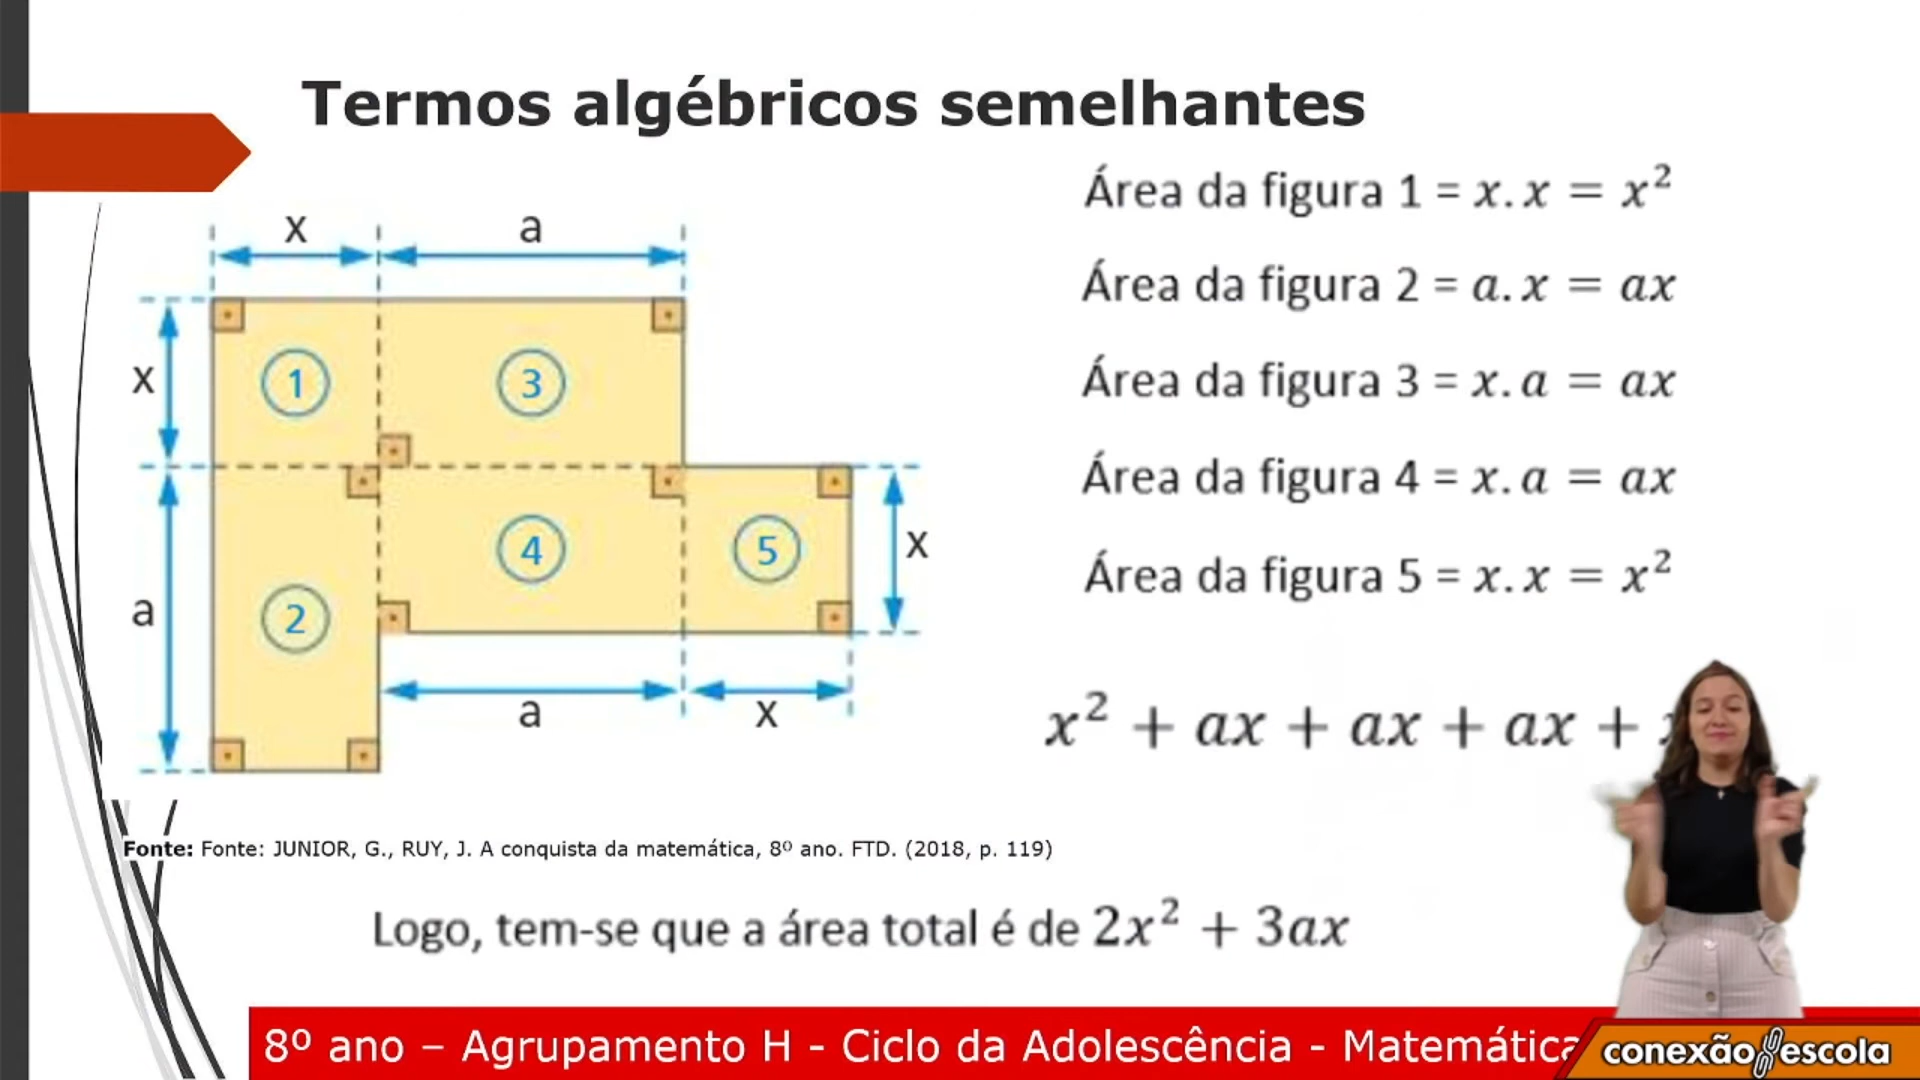 Termos algébricos semelhantes
x
a
x
1
3
a
2
4
5
x
a
x
Área da figura 1 = x. x = x²
Área da figura 2 = a. x = ax
Área da figura 3 = x. a = ax
Área da figura 4 = x. a = ax
Área da figura 5 = x. x = x²
x² + ax + ax + ax +
Fonte: Fonte: JUNIOR, G., RUY, J. A conquista da matemática, 8º ano. FTD. (2018, p. 119)
Logo, tem-se que a área total é de 2x² + 3ax
8º ano – Agrupamento H - Ciclo da Adolescência - Matemática
conexão escola